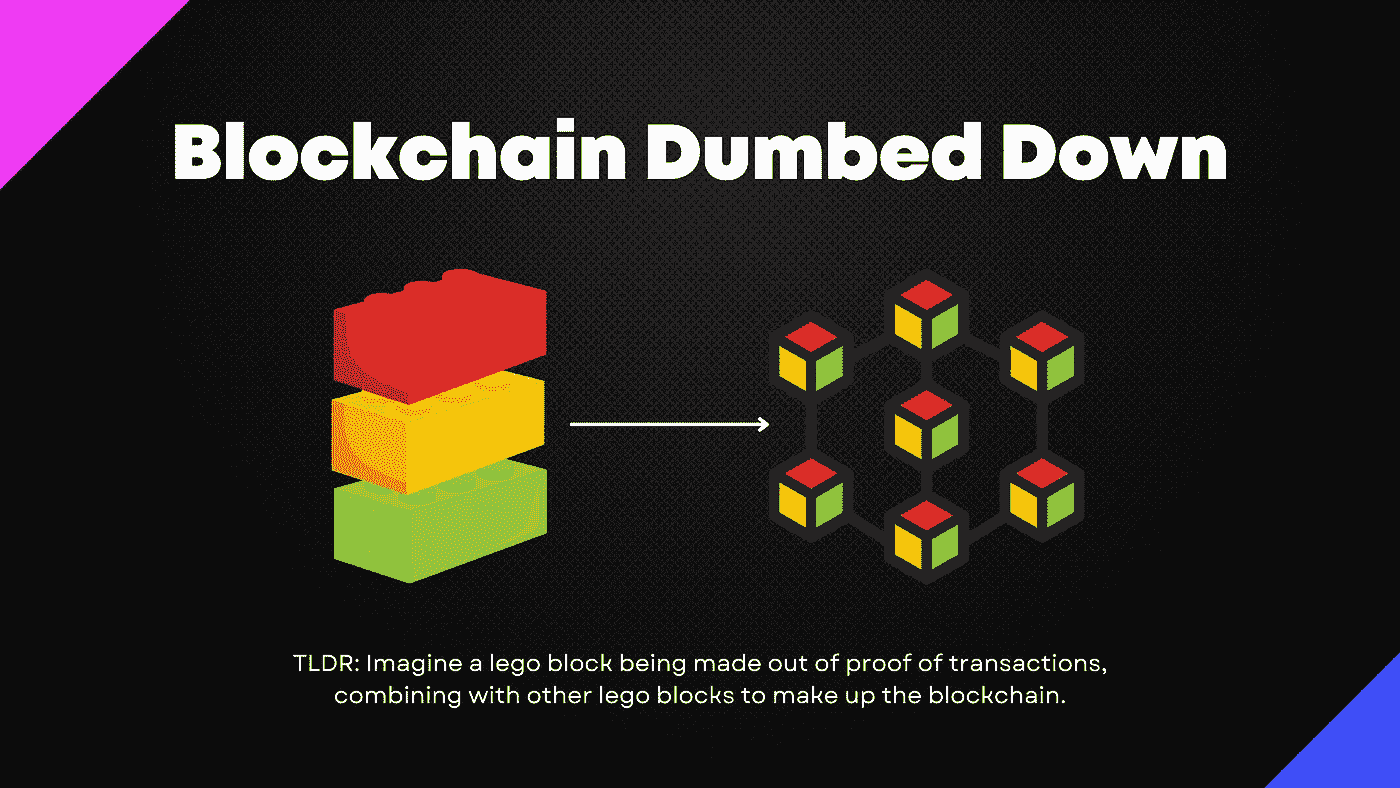 Blockchain Dumbed Down
TLDR: Imagine a lego block being made out of proof of transactions,
combining with other lego blocks to make up the blockchain.